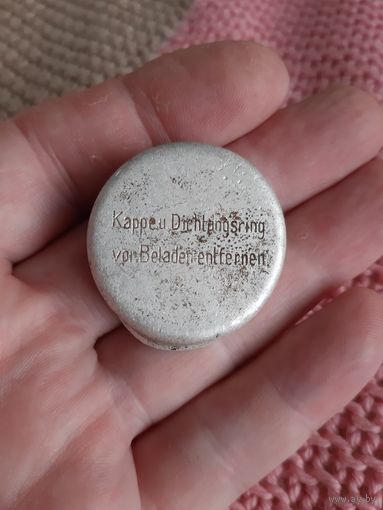 Kappe u Dichtungsring
vor Beladen entfernen
www.ay.by